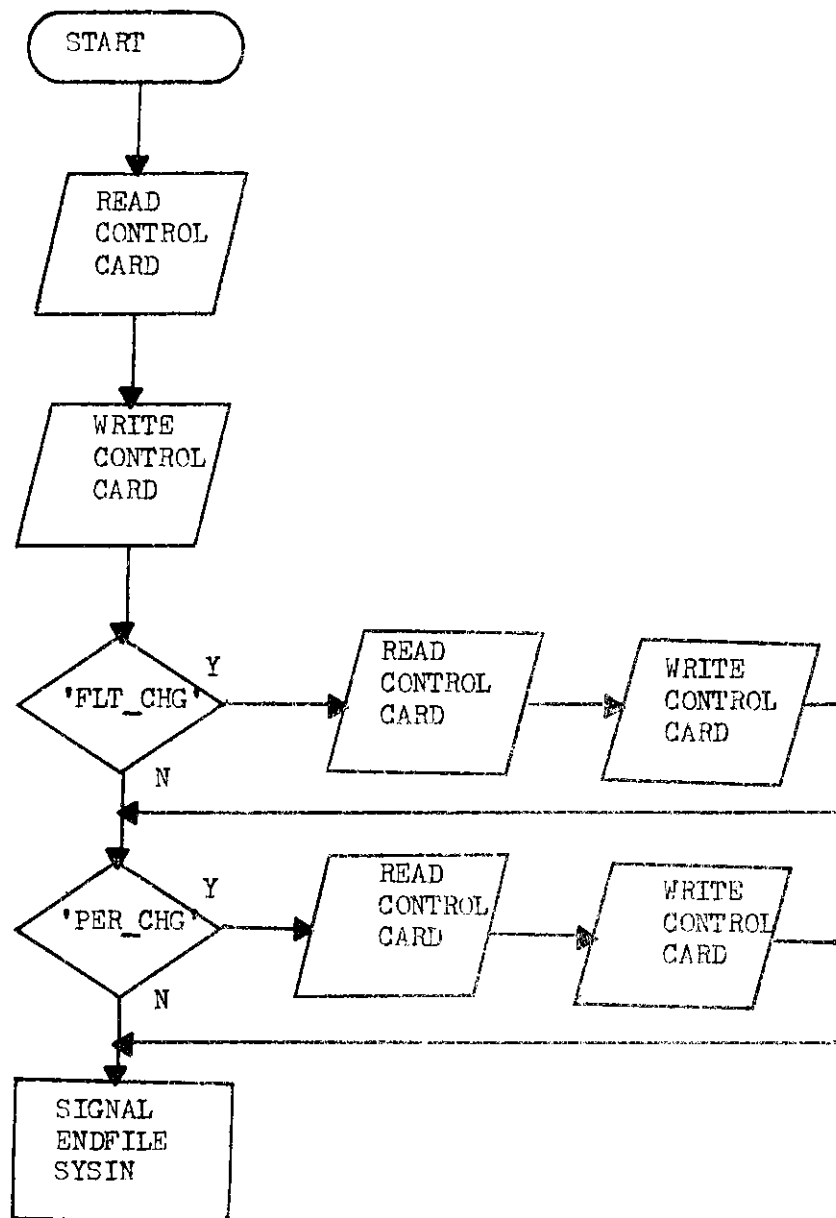 START
READ
CONTROL
CARD
WRITE
CONTROL
CARD
'FLT_CHG'
Y
N
READ
CONTROL
CARD
WRITE
CONTROL
CARD
'PER_CHG'
Y
N
READ
CONTROL
CARD
WRITE
CONTROL
CARD
SIGNAL
ENDFILE
SYSIN